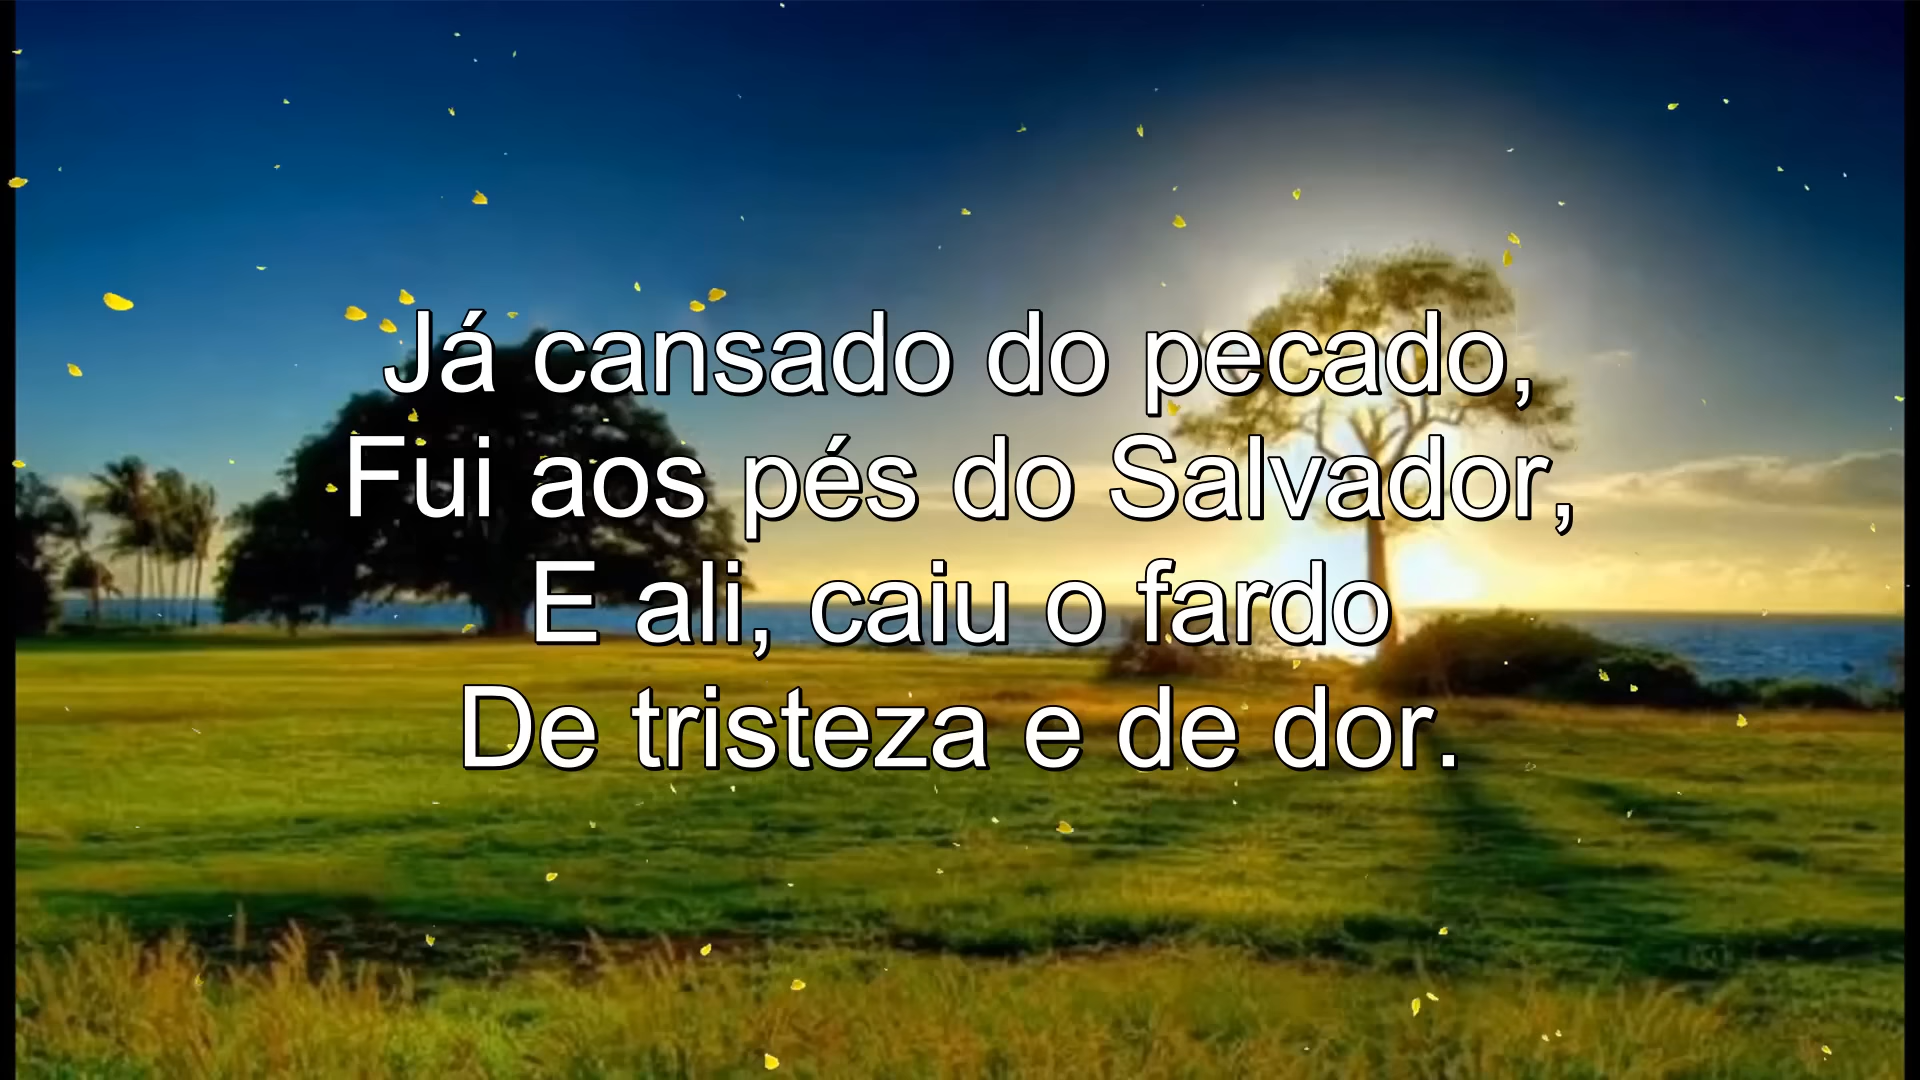 Já cansado do pecado,
Fui aos pés do Salvador,
E ali, caiu o fardo
De tristeza e de dor.